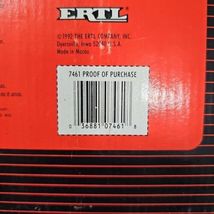 ERTL
©1992 THE ERTL COMPANY, INC.
Dyersville, Iowa 52040 U.S.A.
Made in Macau
7461 PROOF OF PURCHASE
0 36881 07461 8